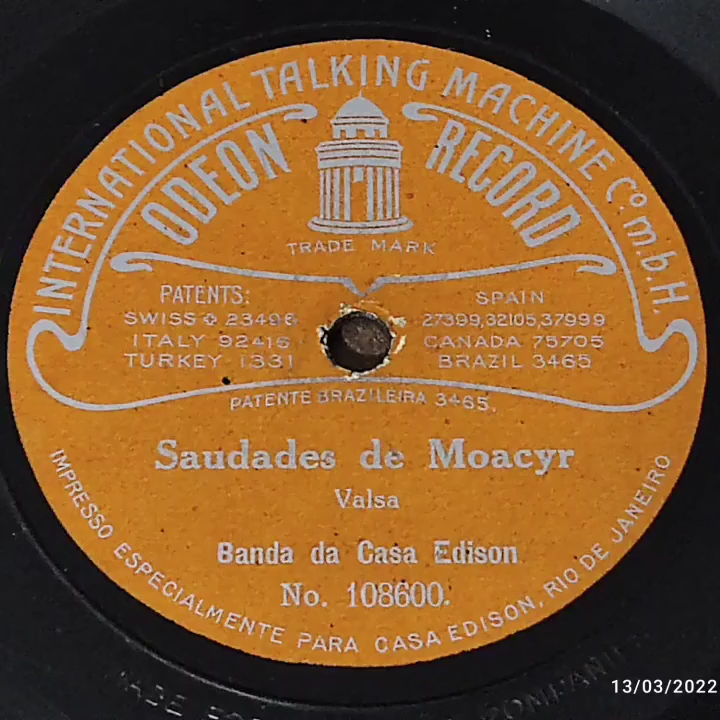 INTERNATIONAL TALKING MACHINE Co. m.b.H.
ODEON RECORD
TRADE MARK
PATENTS:
SWISS 23496
ITALY 92416
TURKEY 1331
SPAIN
27399,32105,37999
CANADA 75705
BRAZIL 3465
PATENTE BRAZILEIRA 3465.
Saudades de Moacyr
Valsa
Banda da Casa Edison
No. 108600.
IMPRESSO ESPECIALMENTE PARA CASA EDISON, RIO DE JANEIRO
13/03/2022